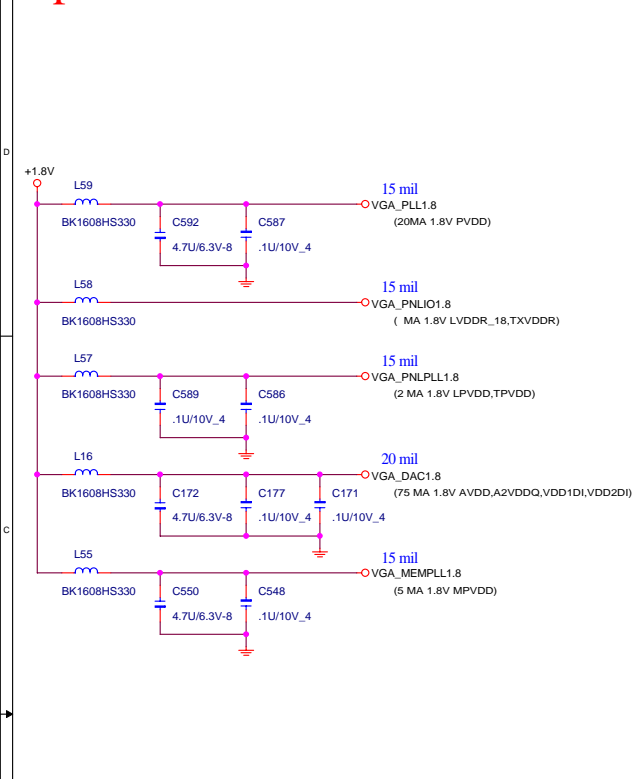 D
+1.8V
L59
15 mil
VGA_PLL1.8
BK1608HS330
C592
C587
(20MA 1.8V PVDD)
4.7U/6.3V-8
.1U/10V_4
L58
15 mil
VGA_PNLIO1.8
BK1608HS330
( MA 1.8V LVDDR_18,TXVDDR)
L57
15 mil
VGA_PNLPLL1.8
BK1608HS330
C589
C586
(2 MA 1.8V LPVDD,TPVDD)
.1U/10V_4
.1U/10V_4
L16
20 mil
VGA_DAC1.8
BK1608HS330
C172
C177
C171
(75 MA 1.8V AVDD,A2VDDQ,VDD1DI,VDD2DI)
4.7U/6.3V-8
.1U/10V_4
.1U/10V_4
C
L55
15 mil
VGA_MEMPLL1.8
BK1608HS330
C550
C548
(5 MA 1.8V MPVDD)
4.7U/6.3V-8
.1U/10V_4